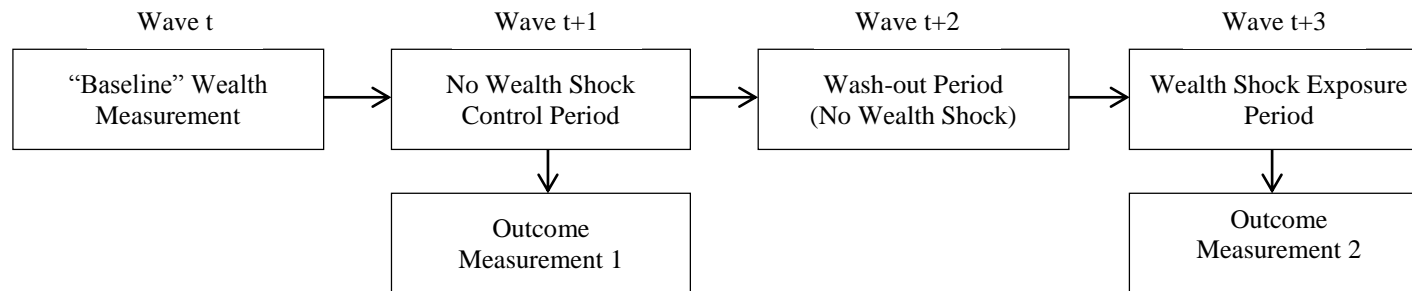 Wave t
Wave t+1
Wave t+2
Wave t+3
“Baseline” Wealth
Measurement
No Wealth Shock
Control Period
Wash-out Period
(No Wealth Shock)
Wealth Shock Exposure
Period
Outcome
Measurement 1
Outcome
Measurement 2